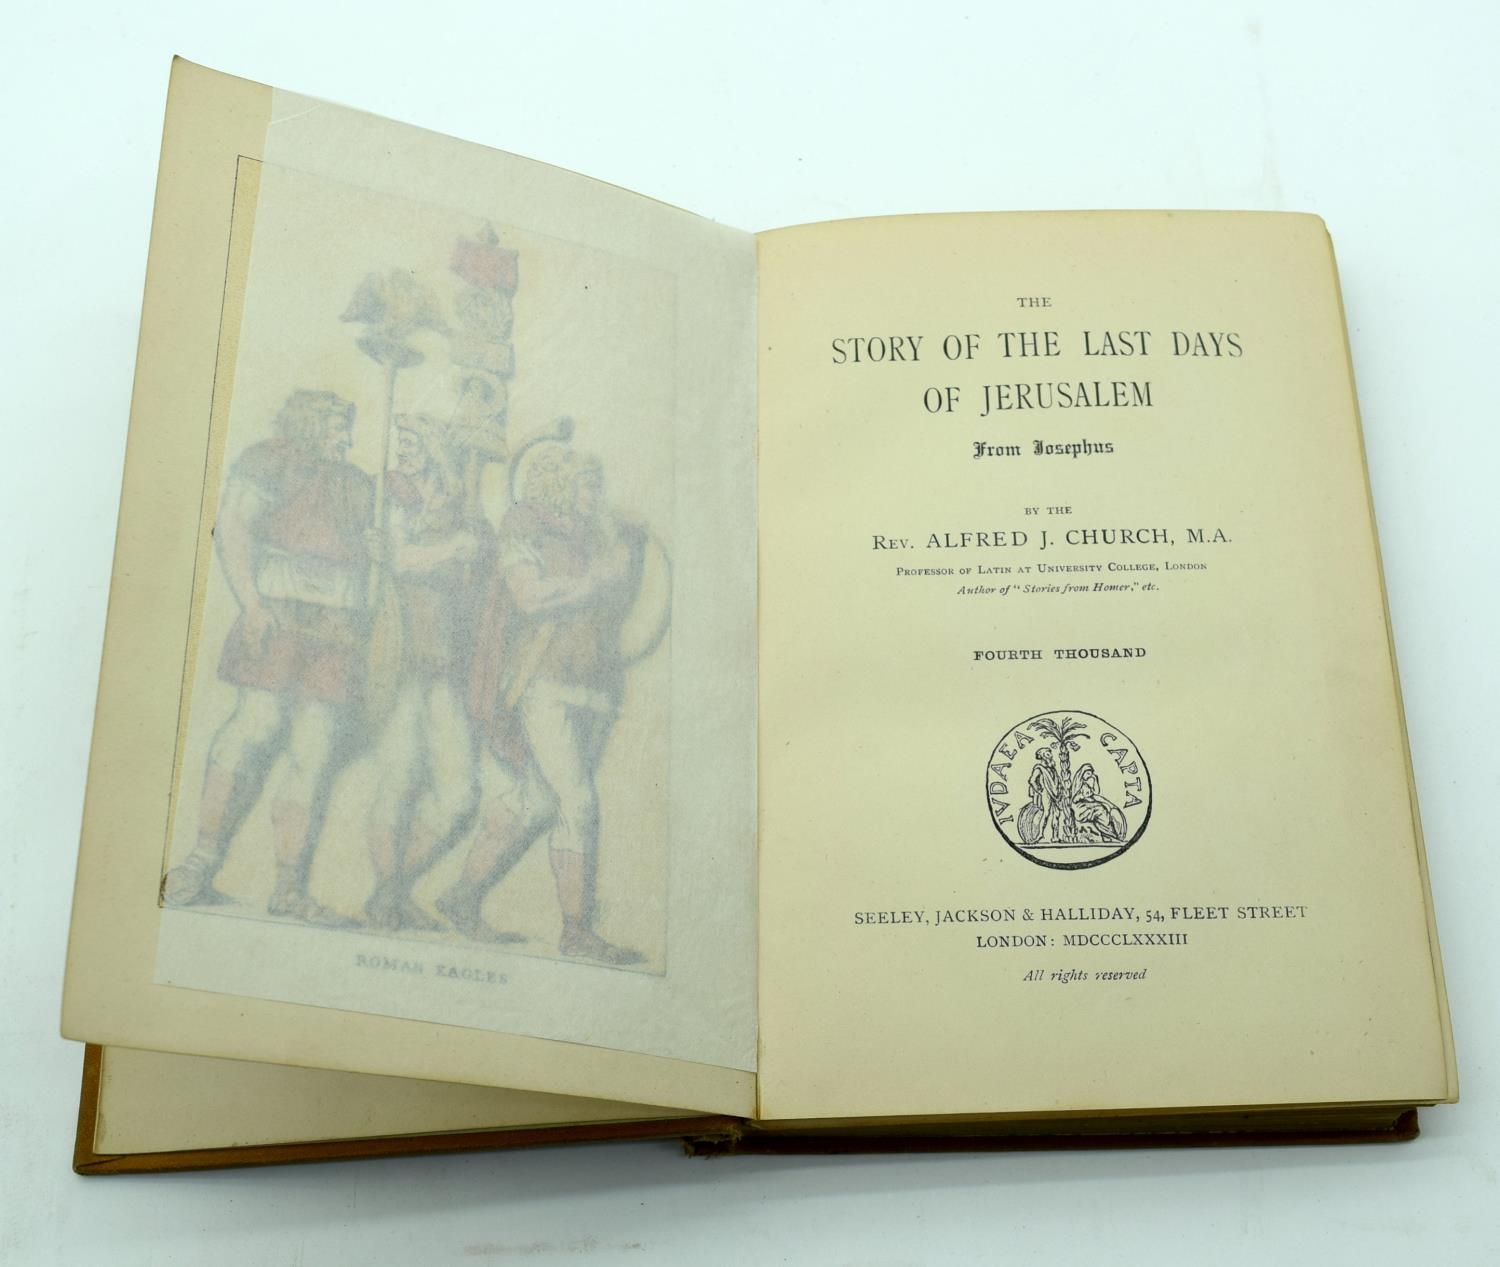 ROMAN EAGLES
THE
STORY OF THE LAST DAYS
OF JERUSALEM
From Josephus
BY THE
REV. ALFRED J. CHURCH, M.A.
PROFESSOR OF LATIN AT UNIVERSITY COLLEGE, LONDON
Author of "Stories from Homer," etc.
FOURTH THOUSAND
IVDAEA CAPTA
SEELEY, JACKSON & HALLIDAY, 54, FLEET STREET
LONDON: MDCCCLXXXIII
All rights reserved